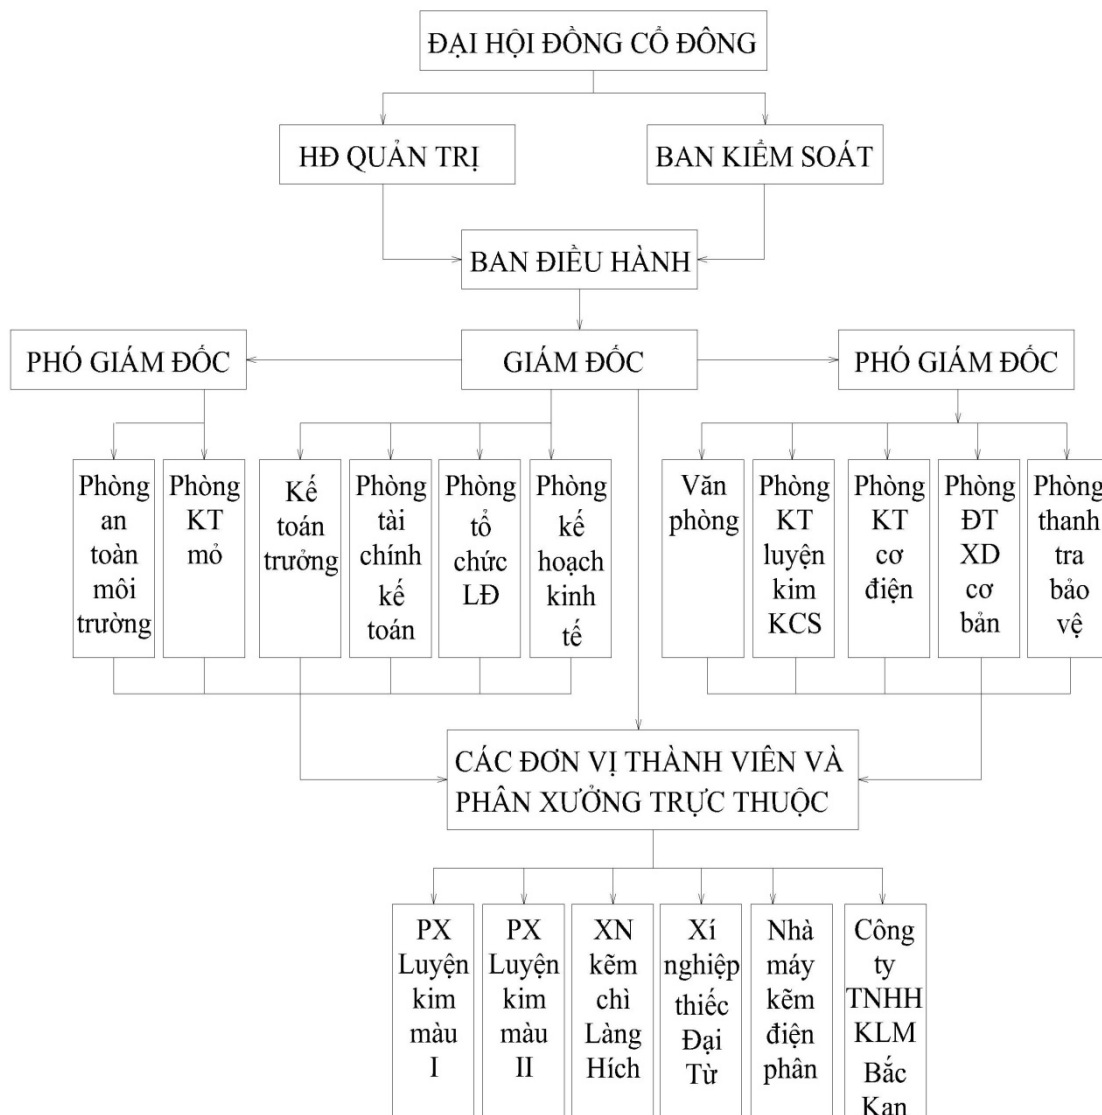 ĐẠI HỘI ĐỒNG CỔ ĐÔNG
HĐ QUẢN TRỊ
BAN KIỂM SOÁT
BAN ĐIỀU HÀNH
PHÓ GIÁM ĐỐC
GIÁM ĐỐC
PHÓ GIÁM ĐỐC
Phòng
an
toàn
môi
trường
Phòng
KT
mỏ
Kế
toán
trưởng
Phòng
tài
chính
kế
toán
Phòng
tổ
chức
LĐ
Phòng
kế
hoạch
kinh
tế
Văn
phòng
Phòng
KT
luyện
kim
KCS
Phòng
KT
cơ
điện
Phòng
ĐT
XD
cơ
bản
Phòng
thanh
tra
bảo
vệ
CÁC ĐƠN VỊ THÀNH VIÊN VÀ
PHÂN XƯỞNG TRỰC THUỘC
PX
Luyện
kim
màu
I
PX
Luyện
kim
màu
II
XN
kẽm
chì
Làng
Hích
Xí
nghiệp
thiếc
Đại
Từ
Nhà
máy
kẽm
điện
phân
Công
ty
TNHH
KLM
Bắc
Kạn